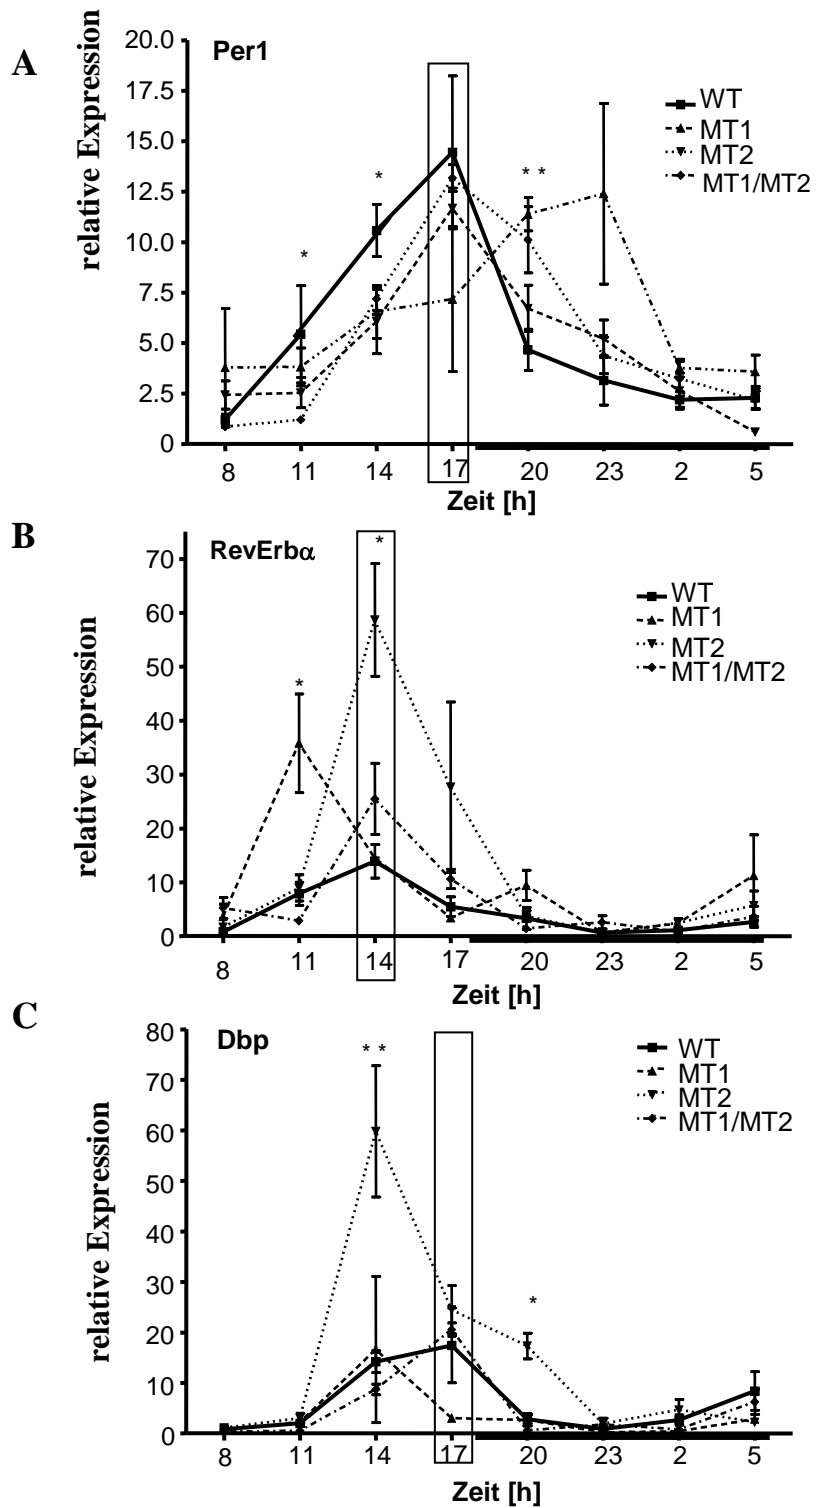 A
Per1
relative Expression
20.0
17.5
15.0
12.5
10.0
7.5
5.0
2.5
0
WT
MT1
MT2
MT1/MT2
*
*
* *
8 11 14 17 20 23 2 5
Zeit [h]
B
RevErbα
relative Expression
70
60
50
40
30
20
10
0
WT
MT1
MT2
MT1/MT2
*
*
8 11 14 17 20 23 2 5
Zeit [h]
C
Dbp
relative Expression
80
70
60
50
40
30
20
10
0
WT
MT1
MT2
MT1/MT2
* *
*
8 11 14 17 20 23 2 5
Zeit [h]